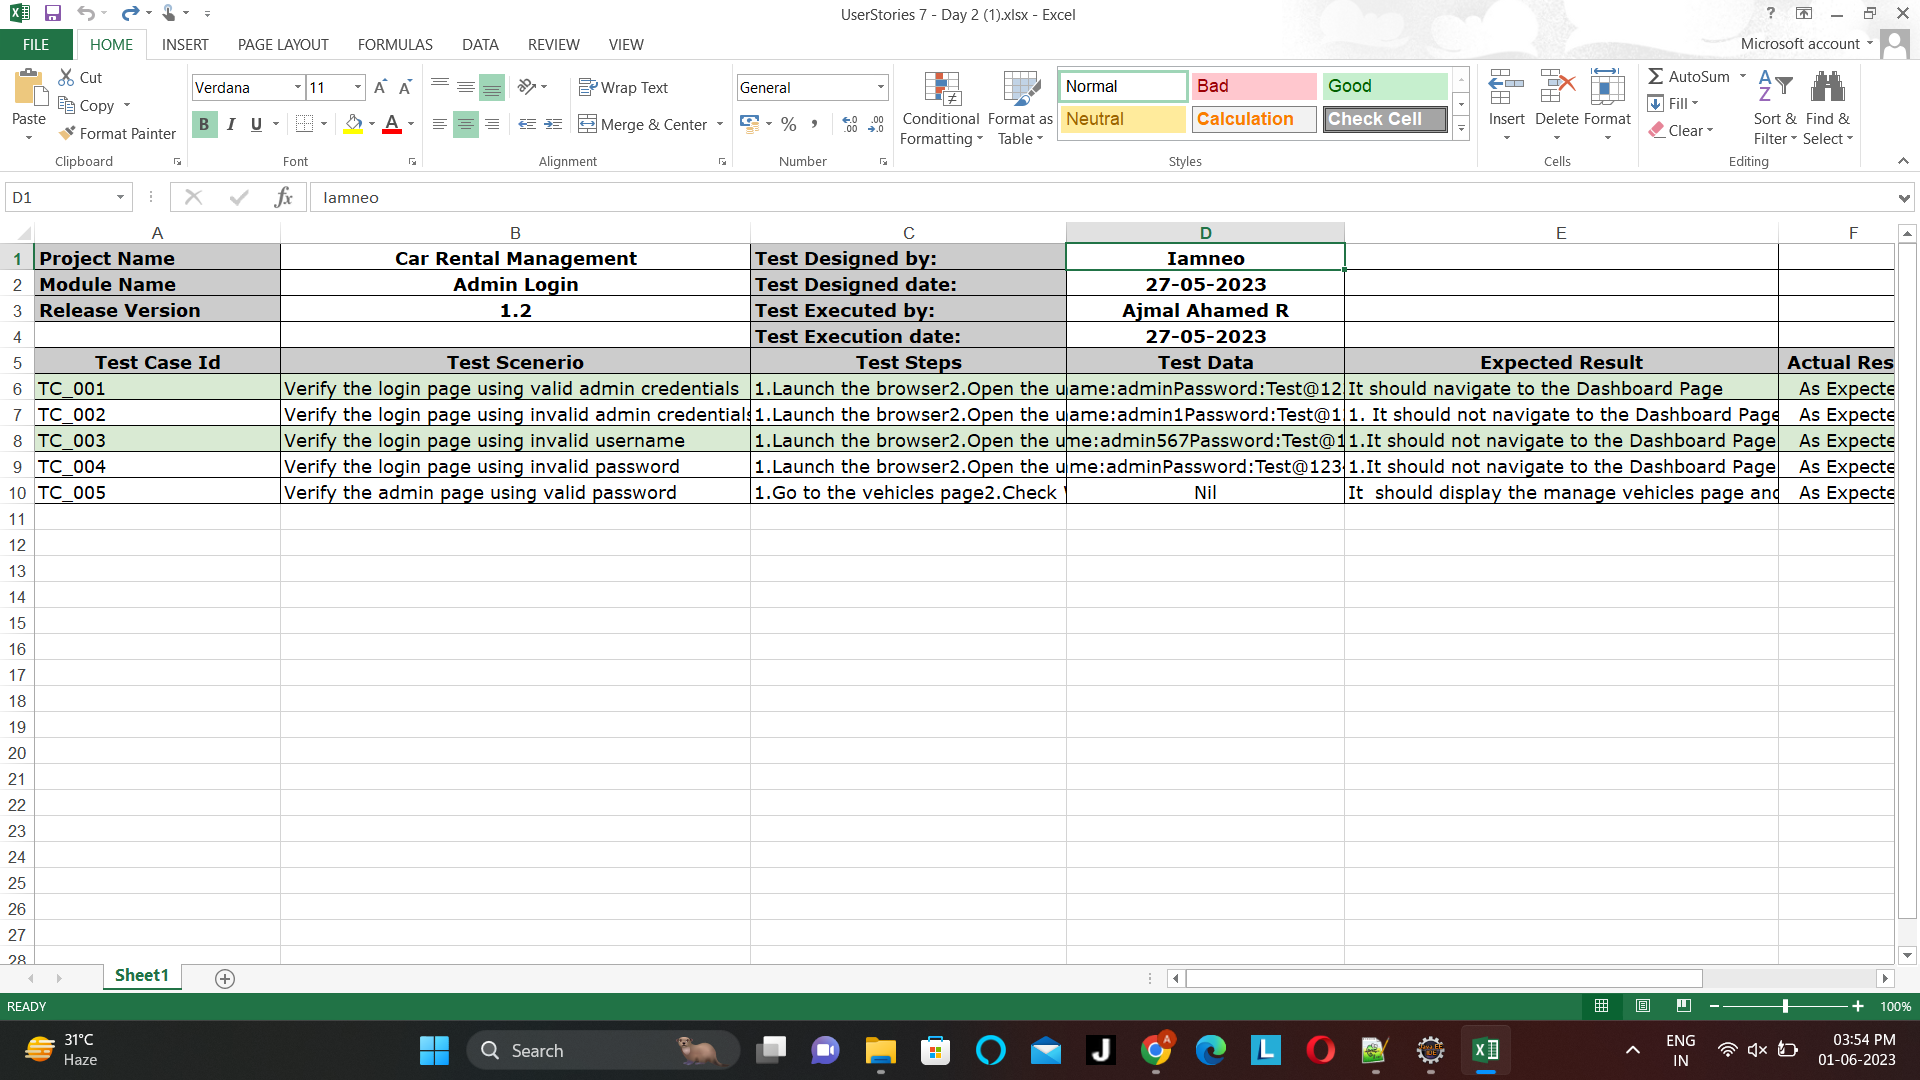 UserStories 7 - Day 2 (1).xlsx - Excel
FILE HOME INSERT PAGE LAYOUT FORMULAS DATA REVIEW VIEW Microsoft account
Paste Cut Copy Format Painter Clipboard
Verdana 11 B I U A A Font
Wrap Text Merge & Center Alignment
General % Number
Conditional Formatting Format as Table
Normal Bad Good
Neutral Calculation Check Cell
Styles
Insert Delete Format Cells
AutoSum Fill Clear Sort & Filter Find & Select Editing
D1 fx Iamneo
A B C D E F
1 Project Name Car Rental Management Test Designed by: Iamneo
2 Module Name Admin Login Test Designed date: 27-05-2023
3 Release Version 1.2 Test Executed by: Ajmal Ahamed R
4 Test Execution date: 27-05-2023
5 Test Case Id Test Scenerio Test Steps Test Data Expected Result Actual Res
6 TC_001 Verify the login page using valid admin credentials 1.Launch the browser2.Open the u ame:adminPassword:Test@12 It should navigate to the Dashboard Page As Expecte
7 TC_002 Verify the login page using invalid admin credentials 1.Launch the browser2.Open the u ame:admin1Password:Test@1 1. It should not navigate to the Dashboard Page As Expecte
8 TC_003 Verify the login page using invalid username 1.Launch the browser2.Open the u me:admin567Password:Test@1 1.It should not navigate to the Dashboard Page As Expecte
9 TC_004 Verify the login page using invalid password 1.Launch the browser2.Open the u me:adminPassword:Test@123 1.It should not navigate to the Dashboard Page As Expecte
10 TC_005 Verify the admin page using valid password 1.Go to the vehicles page2.Check Nil It  should display the manage vehicles page and As Expecte
11
12
13
14
15
16
17
18
19
20
21
22
23
24
25
26
27
28
Sheet1
READY 100%
31°C
Haze
Search
ENG
IN
03:54 PM
01-06-2023